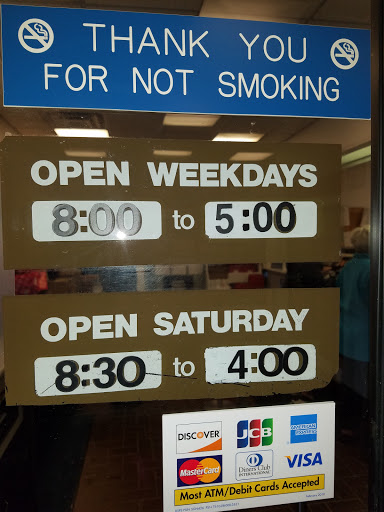 THANK YOU
FOR NOT SMOKING
OPEN WEEKDAYS
8:00 to 5:00
OPEN SATURDAY
8:30 to 4:00
DISCOVER JCB AMERICAN EXPRESS
MasterCard Diners Club INTERNATIONAL VISA
Most ATM/Debit Cards Accepted